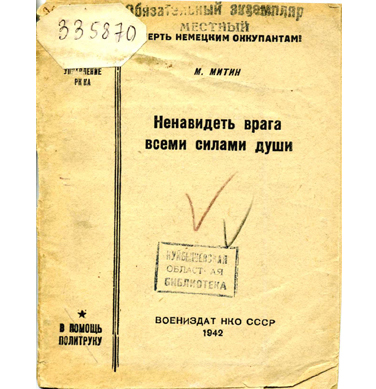 Обязательный экземпляр
МЕСТНЫЙ
335870
ЕРТЬ НЕМЕЦКИМ ОККУПАНТАМ!
УПРАВЛЕНИЕ
РККА
М. МИТИН
Ненавидеть врага
всеми силами души
КУЙБЫШЕВСКАЯ
ОБЛАСТНАЯ
БИБЛИОТЕКА
★
В ПОМОЩЬ
ПОЛИТРУКУ
ВОЕНИЗДАТ НКО СССР
1942